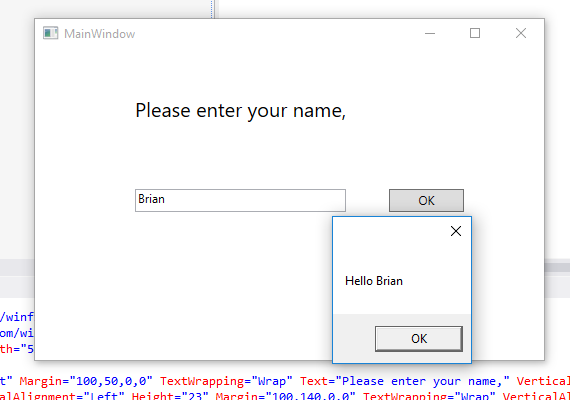 MainWindow
Please enter your name,
Brian
OK
Hello Brian
OK
/winf
om/wi
th="5
t" Margin="100,50,0,0" TextWrapping="Wrap" Text="Please enter your name," Vertical
alAlignment="Left" Height="23" Margin="100,140,0,0" TextWrapping="Wrap" VerticalAl